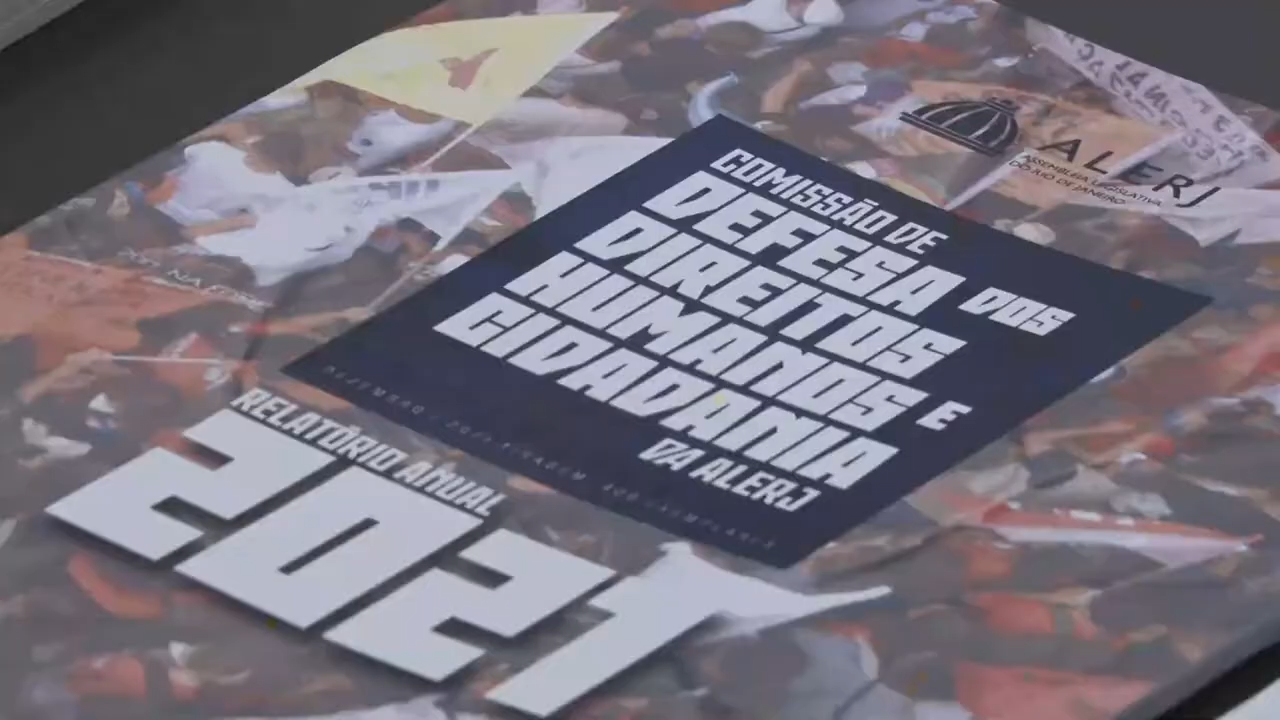 ALERJ
ASSEMBLEIA LEGISLATIVA
DO RIO DE JANEIRO
COMISSÃO DE
DEFESA DOS
DIREITOS
HUMANOS E
CIDADANIA
DA ALERJ
DEZEMBRO
RELATÓRIO ANUAL
2021